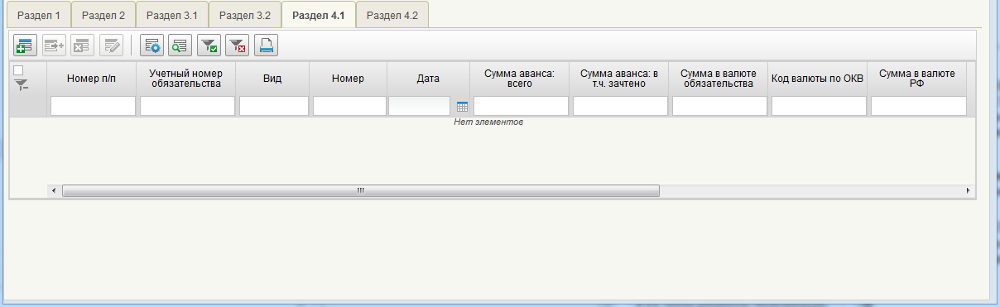 Раздел 1 Раздел 2 Раздел 3.1 Раздел 3.2 Раздел 4.1 Раздел 4.2
Номер п/п
Учетный номер
обязательства
Вид
Номер
Дата
Сумма аванса:
всего
Сумма аванса: в
т.ч. зачтено
Сумма в валюте
обязательства
Код валюты по ОКВ
Сумма в валюте
РФ
Нет элементов